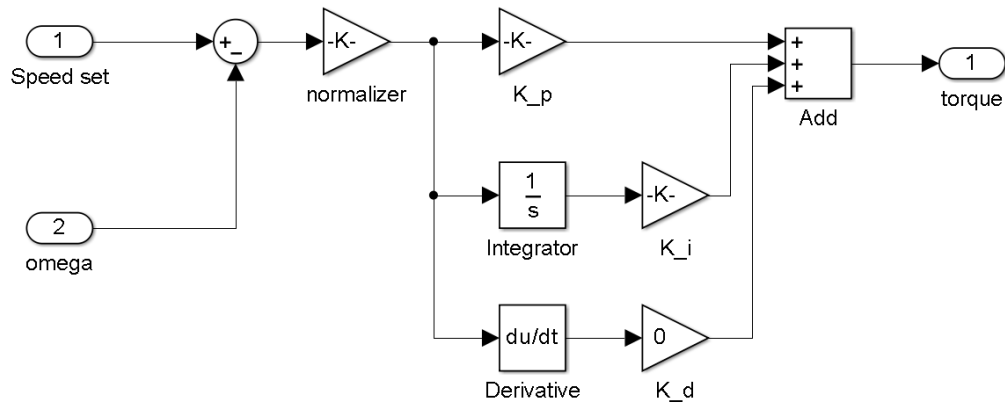 1
Speed set
+
-
-K-
normalizer
-K-
K_p
+
+
+
Add
1
torque
2
omega
1
s
Integrator
-K-
K_i
du/dt
Derivative
0
K_d